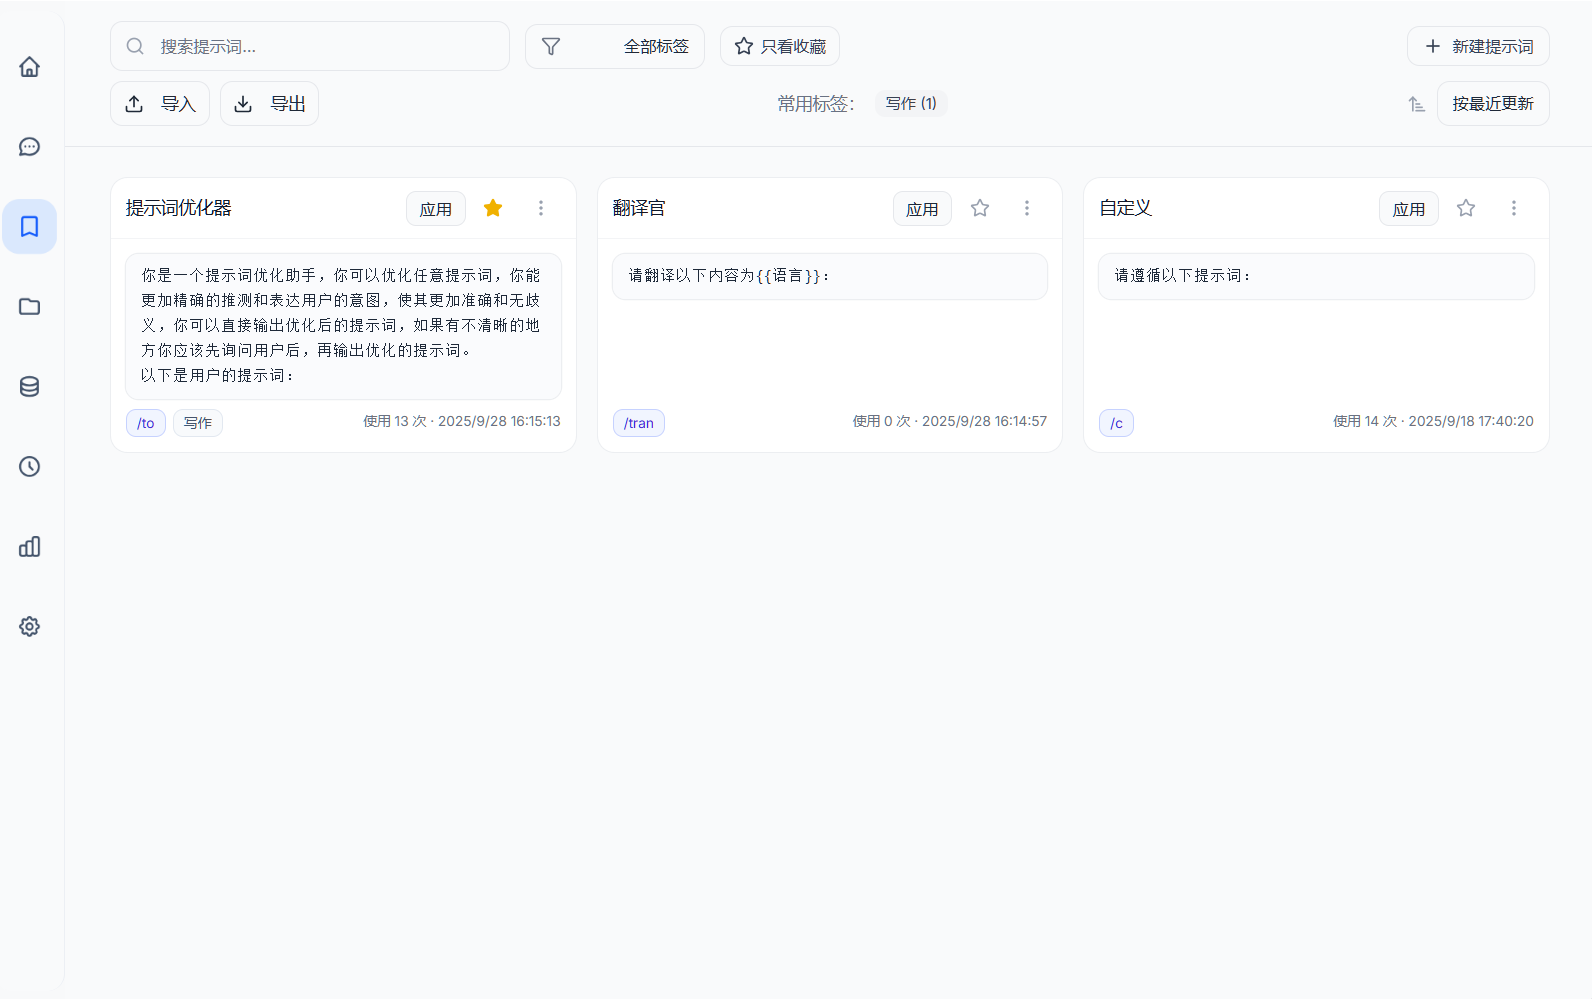 搜索提示词...
全部标签
只看收藏
新建提示词
导入
导出
常用标签：
写作 (1)
按最近更新
提示词优化器
应用
你是一个提示词优化助手，你可以优化任意提示词，你能
更加精确的推测和表达用户的意图，使其更加准确和无歧
义，你可以直接输出优化后的提示词，如果有不清晰的地
方你应该先询问用户后，再输出优化的提示词。
以下是用户的提示词：
/to
写作
使用 13 次 · 2025/9/28 16:15:13
翻译官
应用
请翻译以下内容为{{语言}}：
/tran
使用 0 次 · 2025/9/28 16:14:57
自定义
应用
请遵循以下提示词：
/c
使用 14 次 · 2025/9/18 17:40:20